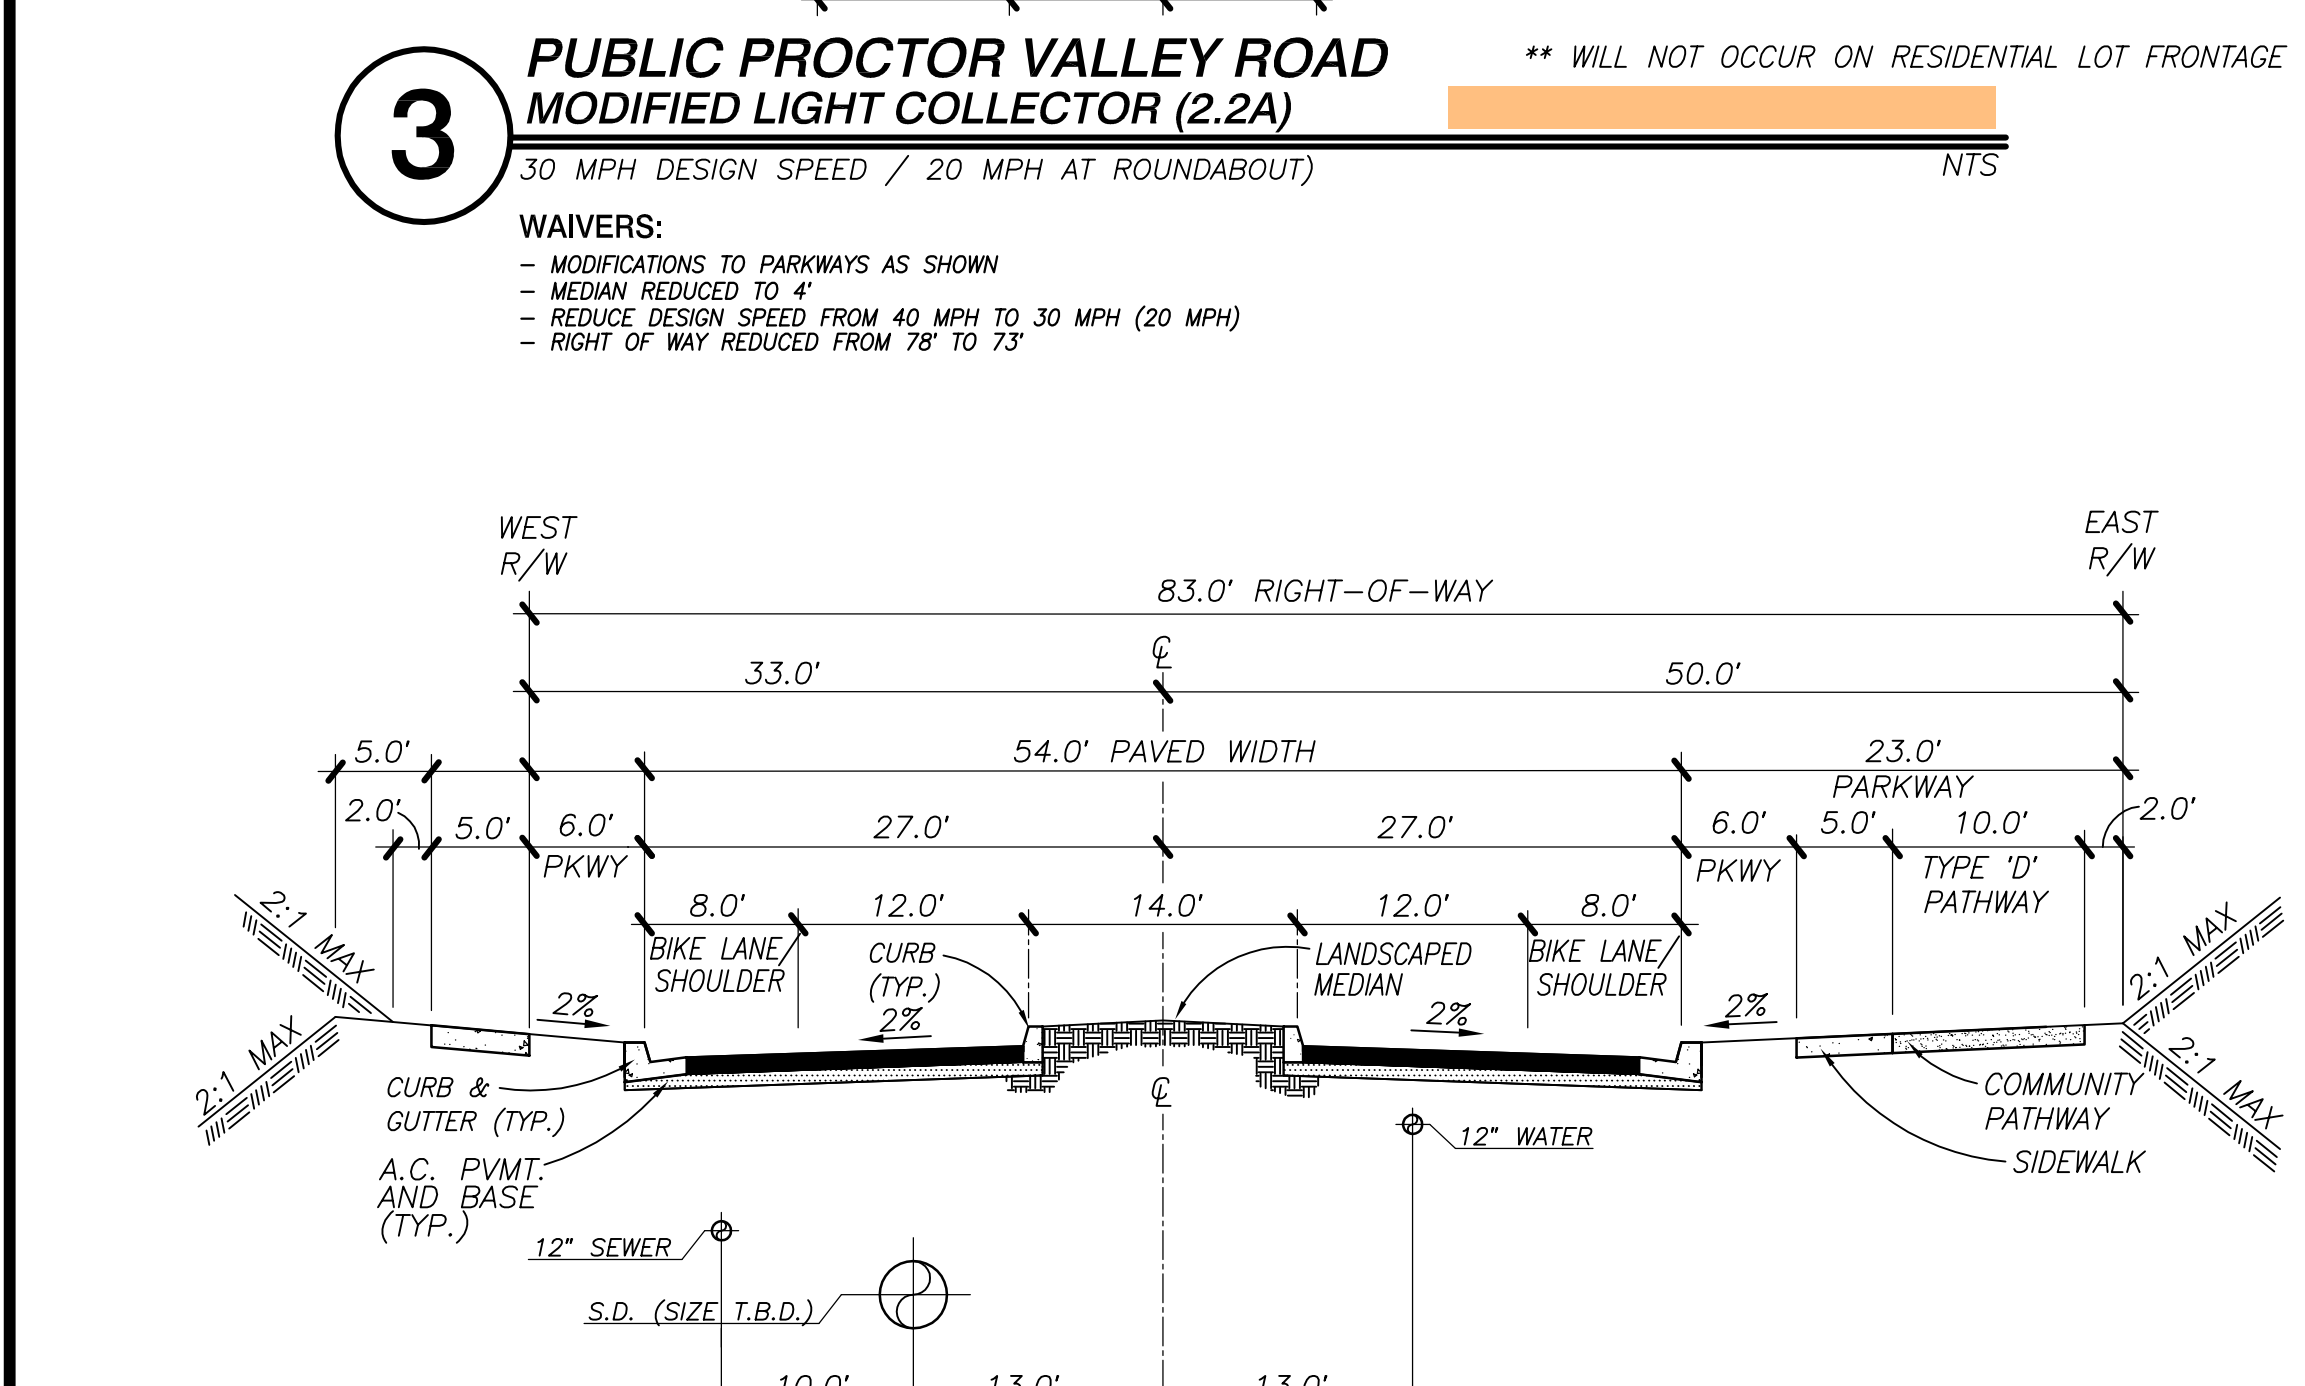 3
PUBLIC PROCTOR VALLEY ROAD
MODIFIED LIGHT COLLECTOR (2.2A)
** WILL NOT OCCUR ON RESIDENTIAL LOT FRONTAGE
30 MPH DESIGN SPEED / 20 MPH AT ROUNDABOUT)
NTS
WAIVERS:
- MODIFICATIONS TO PARKWAYS AS SHOWN
- MEDIAN REDUCED TO 4'
- REDUCE DESIGN SPEED FROM 40 MPH TO 30 MPH (20 MPH)
- RIGHT OF WAY REDUCED FROM 78' TO 73'
WEST
R/W
EAST
R/W
83.0' RIGHT-OF-WAY
℄
33.0'
50.0'
5.0'
54.0' PAVED WIDTH
23.0'
PARKWAY
2.0'
5.0'
6.0'
PKWY
27.0'
27.0'
6.0'
PKWY
5.0'
10.0'
TYPE 'D'
PATHWAY
2.0'
8.0'
BIKE LANE/
SHOULDER
12.0'
14.0'
12.0'
8.0'
BIKE LANE/
SHOULDER
CURB
(TYP.)
LANDSCAPED
MEDIAN
2:1 MAX
2:1 MAX
2%
2%
2%
2%
2:1 MAX
2:1 MAX
CURB &
GUTTER (TYP.)
℄
COMMUNITY
PATHWAY
SIDEWALK
A.C. PVMT.
AND BASE
(TYP.)
12" WATER
12" SEWER
S.D. (SIZE T.B.D.)
10.0'
13.0'
13.0'